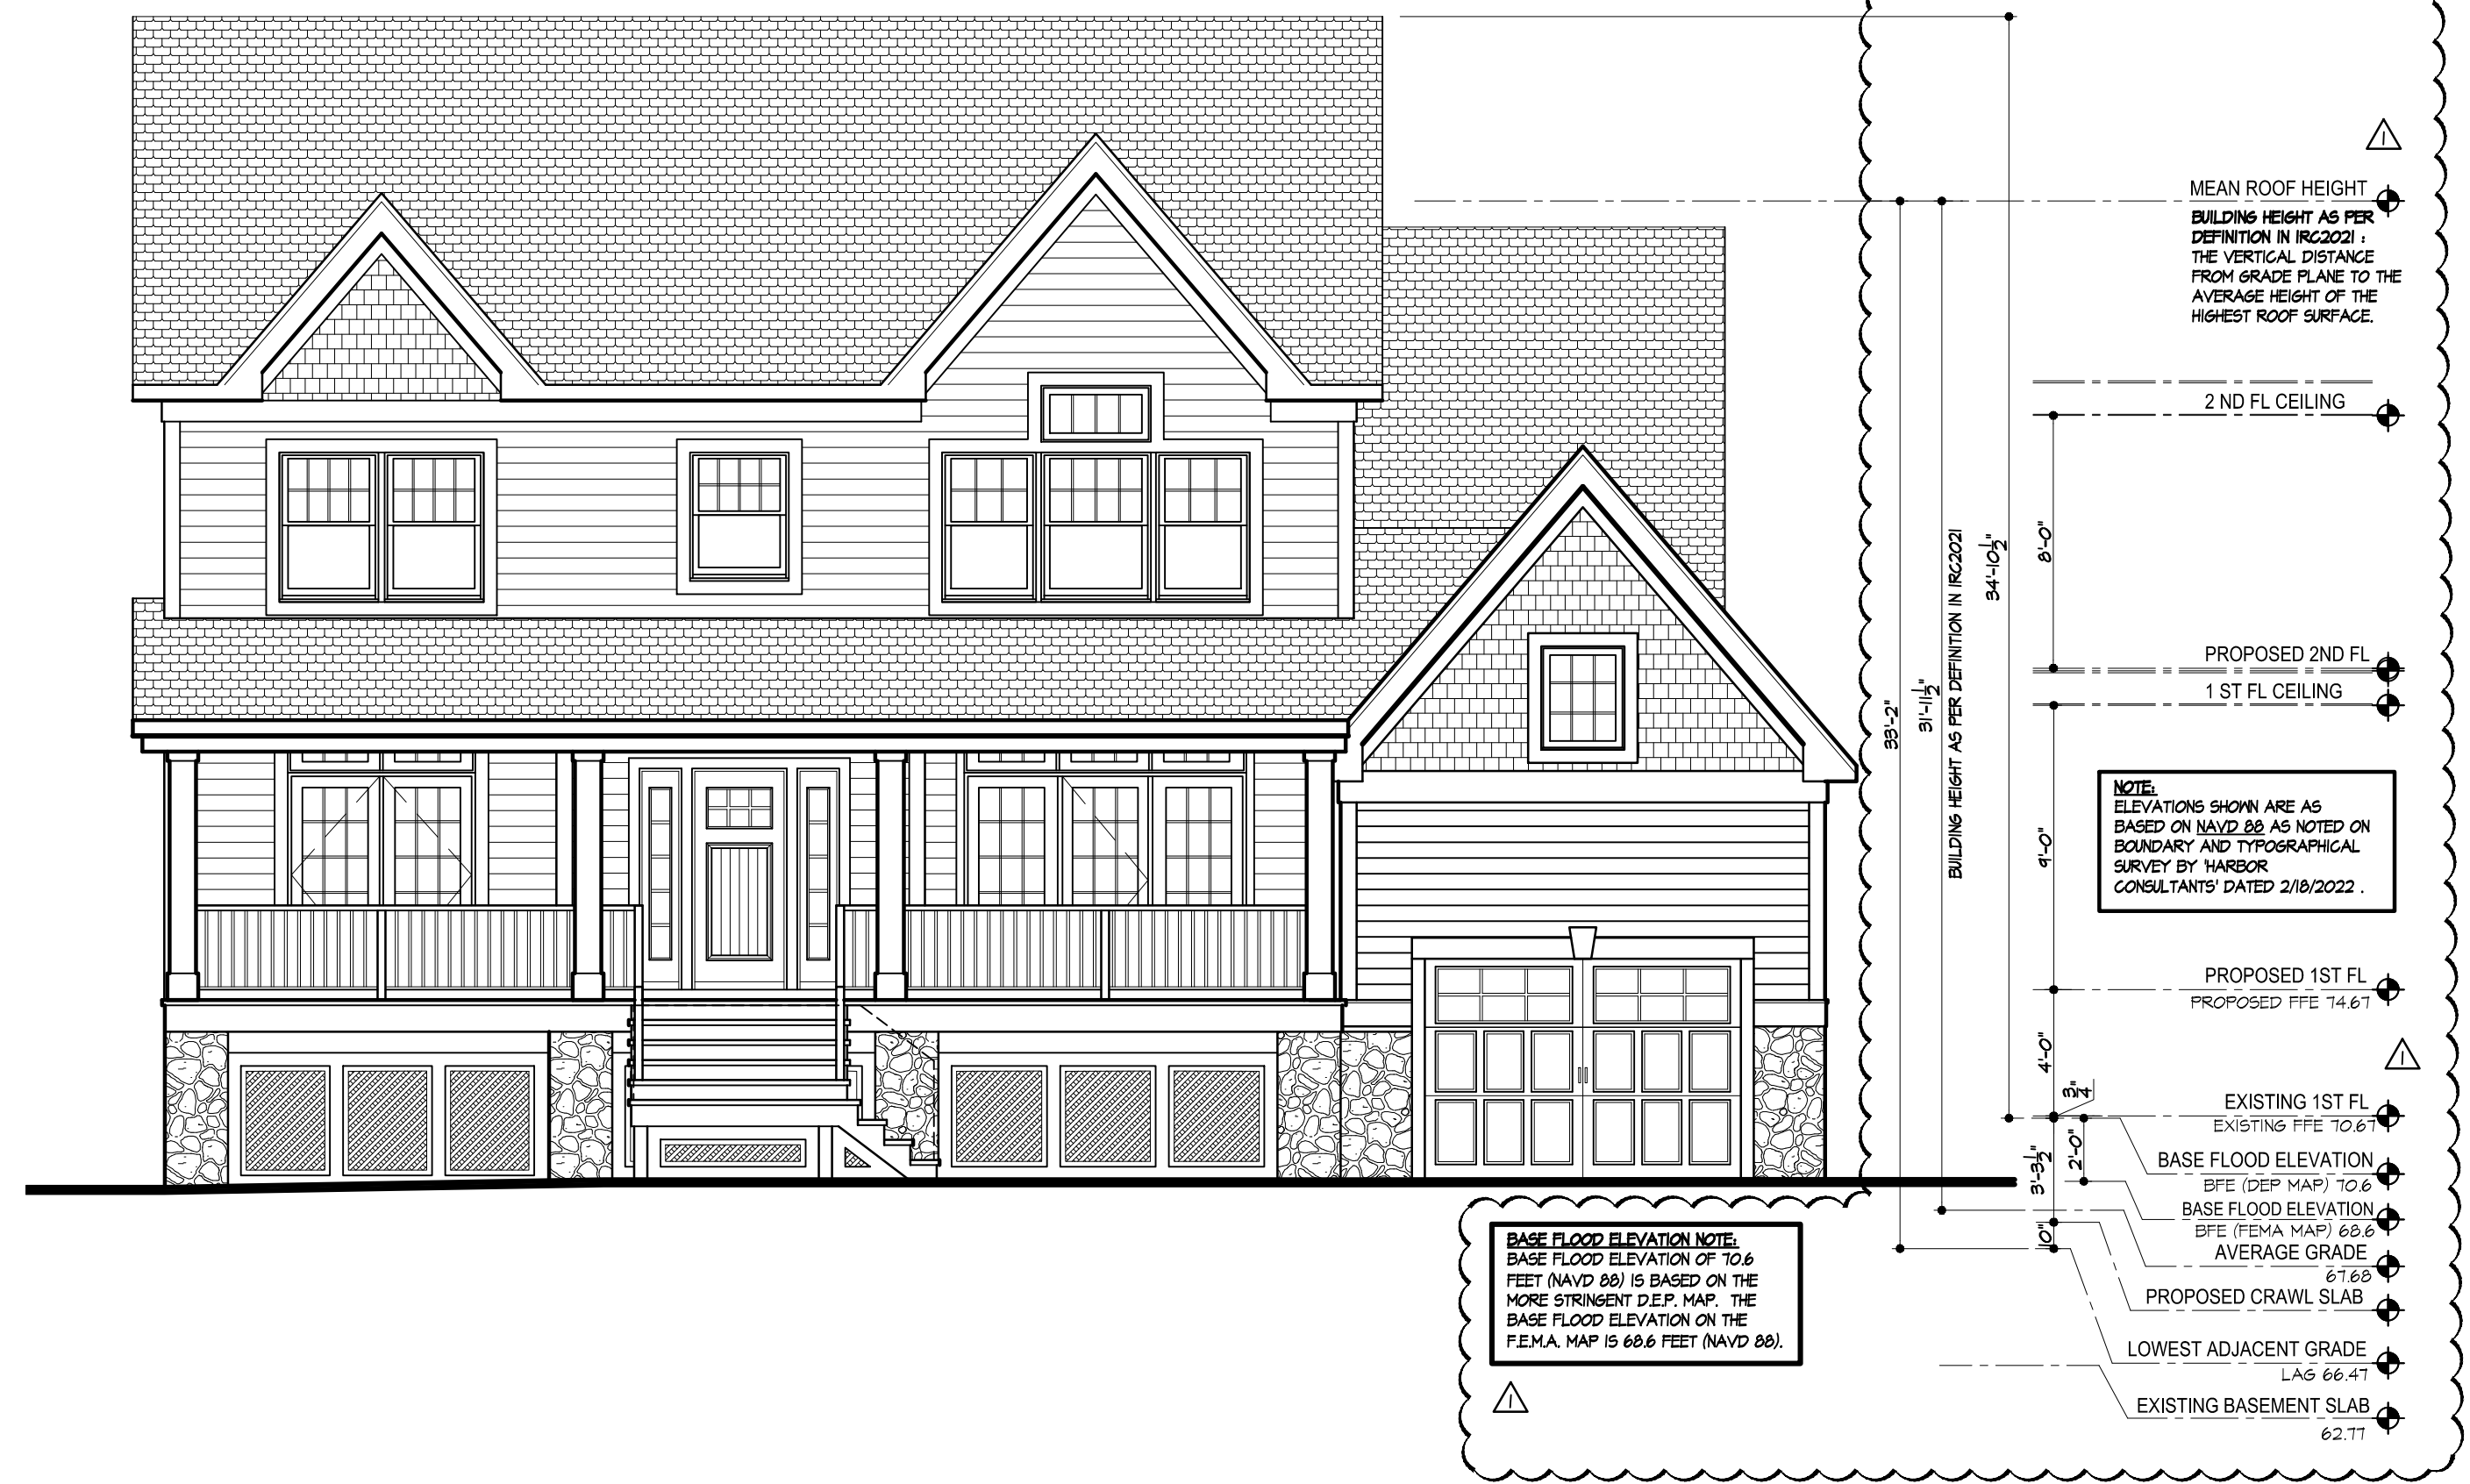 1
MEAN ROOF HEIGHT
BUILDING HEIGHT AS PER
DEFINITION IN IRC2021 :
THE VERTICAL DISTANCE
FROM GRADE PLANE TO THE
AVERAGE HEIGHT OF THE
HIGHEST ROOF SURFACE.
2 ND FL CEILING
8'-0"
34'-10 1/2"
BUILDING HEIGHT AS PER DEFINITION IN IRC2021
31'-11 1/2"
33'-2"
PROPOSED 2ND FL
1 ST FL CEILING
9'-0"
NOTE:
ELEVATIONS SHOWN ARE AS
BASED ON NAVD 88 AS NOTED ON
BOUNDARY AND TYPOGRAPHICAL
SURVEY BY 'HARBOR
CONSULTANTS' DATED 2/18/2022 .
PROPOSED 1ST FL
PROPOSED FFE 74.67
4'-0"
1
3/4"
EXISTING 1ST FL
EXISTING FFE 70.67
3'-3 1/2"
2'-0"
BASE FLOOD ELEVATION
BFE (DEP MAP) 70.6
BASE FLOOD ELEVATION
BFE (FEMA MAP) 68.6
10"
AVERAGE GRADE
67.68
PROPOSED CRAWL SLAB
LOWEST ADJACENT GRADE
LAG 66.47
EXISTING BASEMENT SLAB
62.77
BASE FLOOD ELEVATION NOTE:
BASE FLOOD ELEVATION OF 70.6
FEET (NAVD 88) IS BASED ON THE
MORE STRINGENT D.E.P. MAP. THE
BASE FLOOD ELEVATION ON THE
F.E.M.A. MAP IS 68.6 FEET (NAVD 88).
1